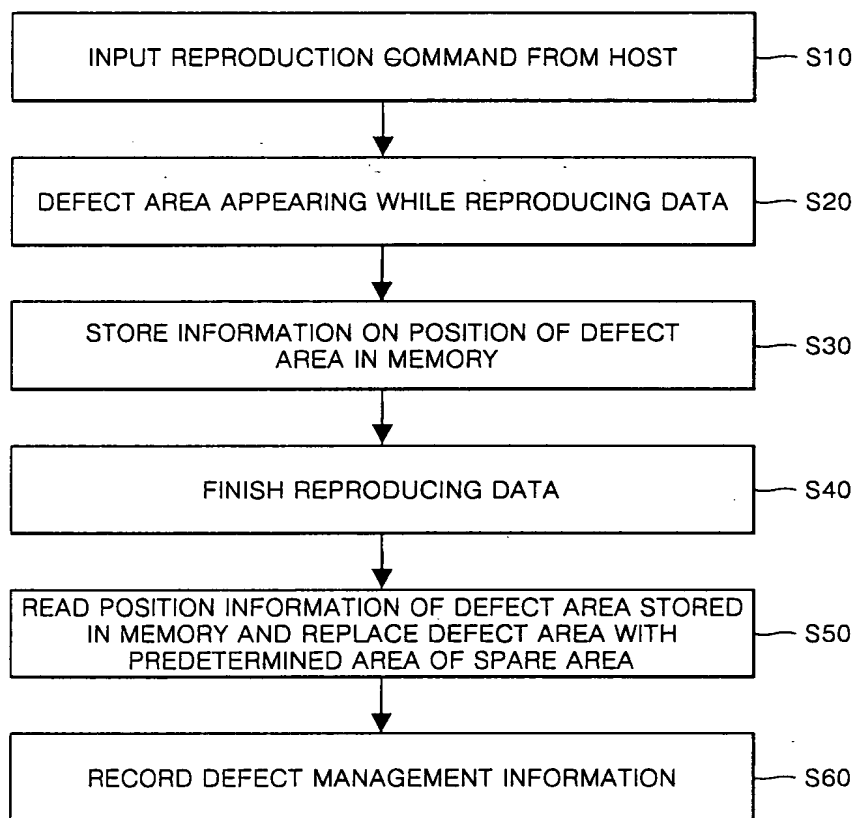 INPUT REPRODUCTION COMMAND FROM HOST S10
DEFECT AREA APPEARING WHILE REPRODUCING DATA S20
STORE INFORMATION ON POSITION OF DEFECT
AREA IN MEMORY
S30
FINISH REPRODUCING DATA S40
READ POSITION INFORMATION OF DEFECT AREA STORED
IN MEMORY AND REPLACE DEFECT AREA WITH
PREDETERMINED AREA OF SPARE AREA
S50
RECORD DEFECT MANAGEMENT INFORMATION S60